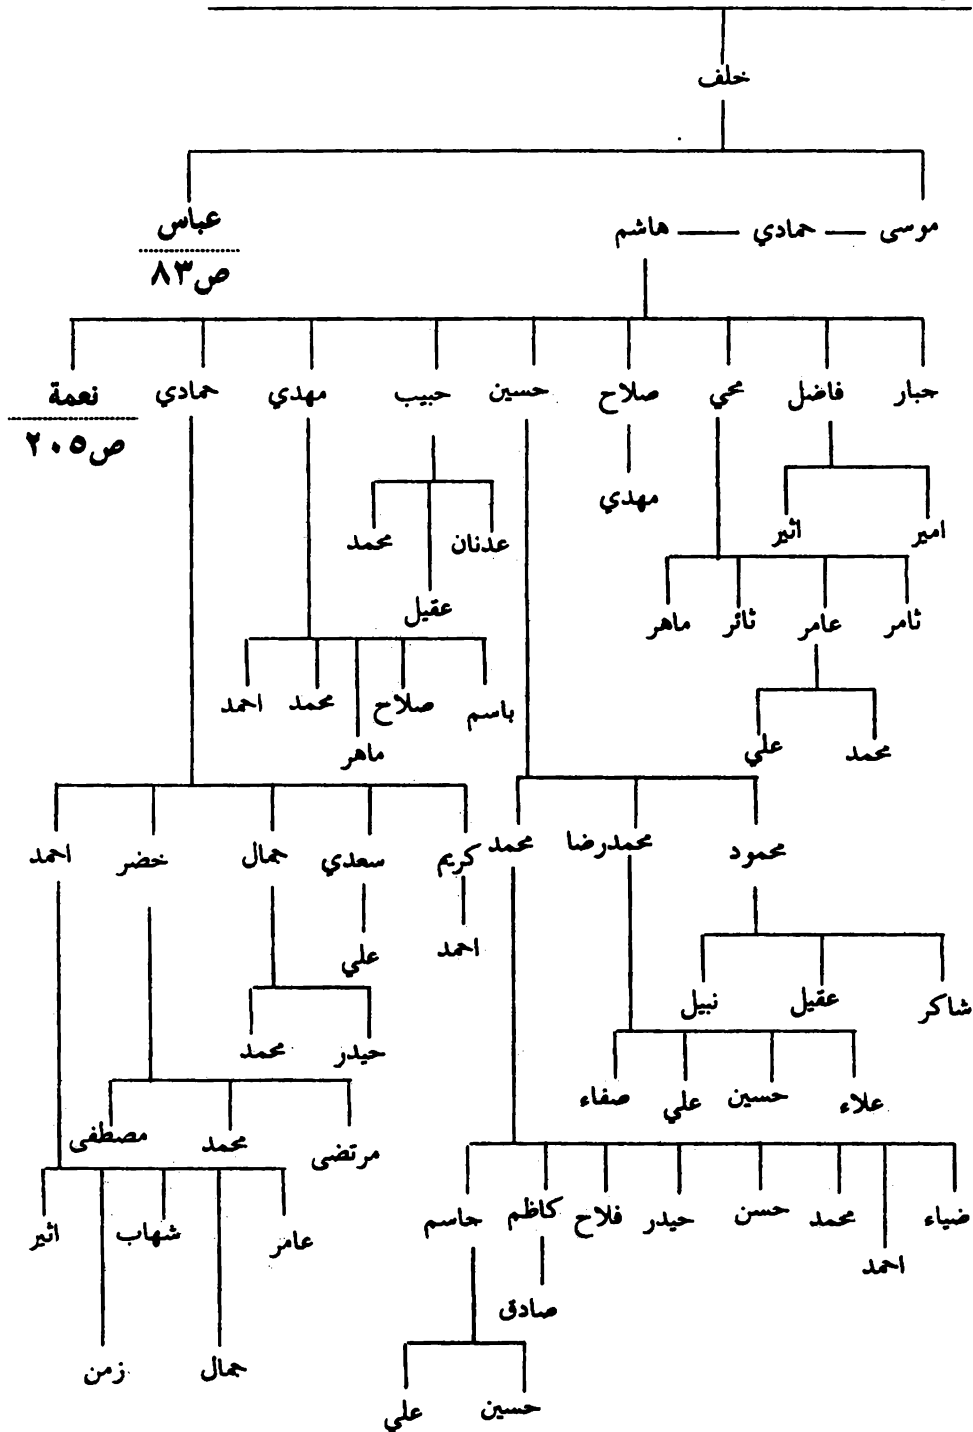 خلف
موسى حمادي هاشم عباس
ص٨٣
جبار فاضل محي صلاح حسين حبيب مهدي حمادي نعمة
ص٢٠٥
امير اثير مهدي عدنان محمد
عقيل
ثامر عامر ثائر ماهر
باسم صلاح محمد احمد
ماهر
محمد علي
محمود محمدرضا محمد كريم سعدي جمال خضر احمد
احمد علي
شاكر عقيل نبيل
حيدر محمد
علاء حسين علي صفاء
مرتضى محمد مصطفى
ضياء محمد حسن حيدر فلاح كاظم جاسم
احمد
عامر شهاب اثير
صادق
جمال زمن
حسين علي